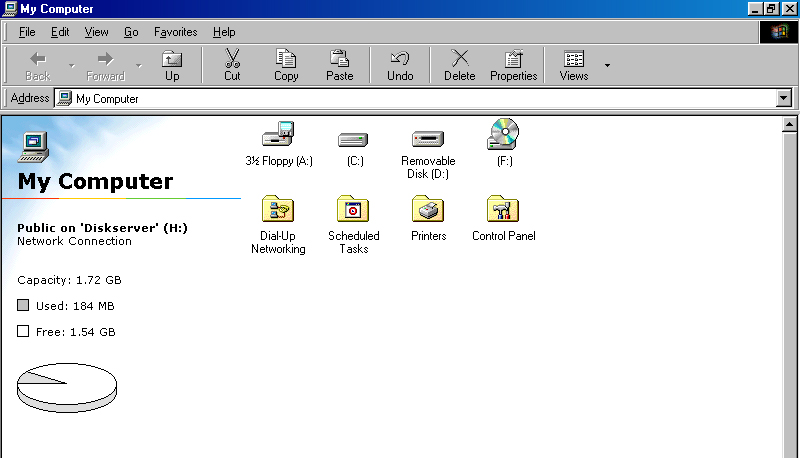 My Computer
File Edit View Go Favorites Help
Back Forward Up Cut Copy Paste Undo Delete Properties Views
Address My Computer
My Computer
Public on 'Diskserver' (H:)
Network Connection
Capacity: 1.72 GB
Used: 184 MB
Free: 1.54 GB
3½ Floppy (A:)
(C:)
Removable
Disk (D:)
(F:)
Dial-Up
Networking
Scheduled
Tasks
Printers
Control Panel